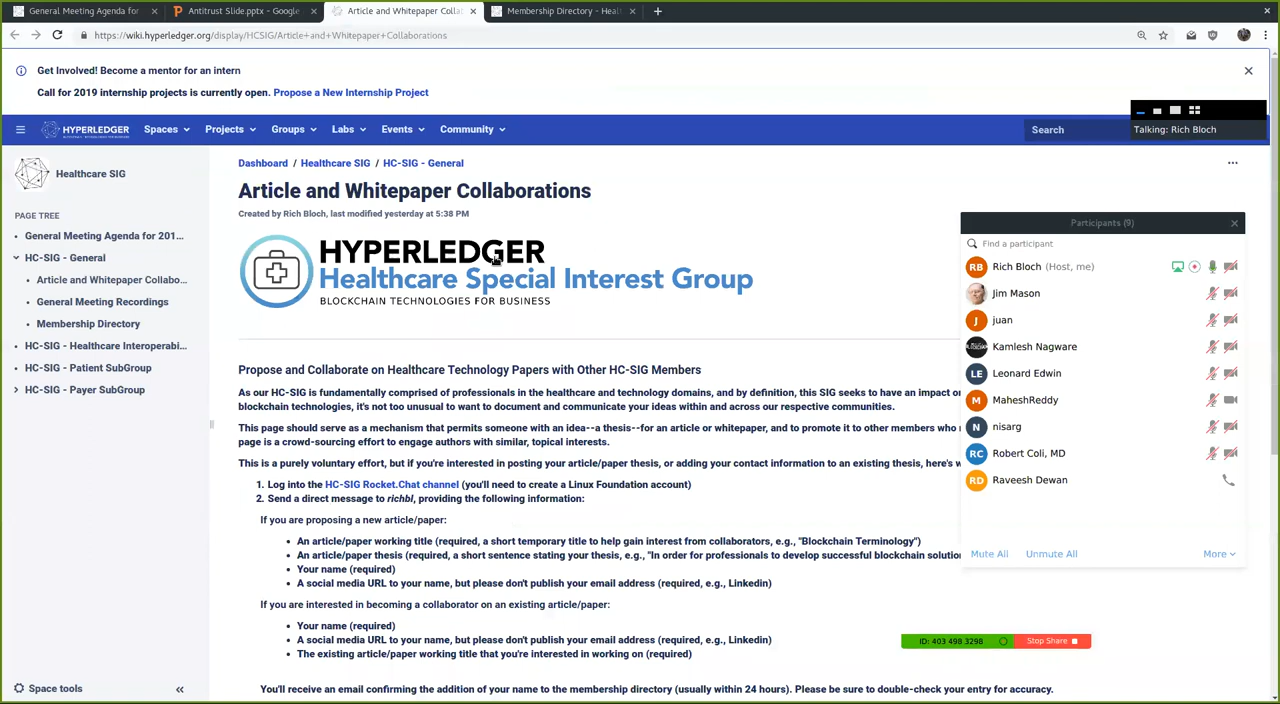 General Meeting Agenda for
Antitrust Slide.pptx - Google
Article and Whitepaper Colla
Membership Directory - Heal
https://wiki.hyperledger.org/display/HCSIG/Article+and+Whitepaper+Collaborations
Get Involved! Become a mentor for an intern
Call for 2019 internship projects is currently open. Propose a New Internship Project
HYPERLEDGER
Spaces
Projects
Groups
Labs
Events
Community
Search
Talking: Rich Bloch
Healthcare SIG
PAGE TREE
General Meeting Agenda for 201...
HC-SIG - General
Article and Whitepaper Collabo...
General Meeting Recordings
Membership Directory
HC-SIG - Healthcare Interoperabi...
HC-SIG - Patient SubGroup
HC-SIG - Payer SubGroup
Space tools
Dashboard / Healthcare SIG / HC-SIG - General
Article and Whitepaper Collaborations
Created by Rich Bloch, last modified yesterday at 5:38 PM
HYPERLEDGER
Healthcare Special Interest Group
BLOCKCHAIN TECHNOLOGIES FOR BUSINESS
Propose and Collaborate on Healthcare Technology Papers with Other HC-SIG Members
As our HC-SIG is fundamentally comprised of professionals in the healthcare and technology domains, and by definition, this SIG seeks to have an impact o
blockchain technologies, it's not too unusual to want to document and communicate your ideas within and across our respective communities.
This page should serve as a mechanism that permits someone with an idea--a thesis--for an article or whitepaper, and to promote it to other members who
page is a crowd-sourcing effort to engage authors with similar, topical interests.
This is a purely voluntary effort, but if you're interested in posting your article/paper thesis, or adding your contact information to an existing thesis, here's w
1. Log into the HC-SIG Rocket.Chat channel (you'll need to create a Linux Foundation account)
2. Send a direct message to richbl, providing the following information:
If you are proposing a new article/paper:
An article/paper working title (required, a short temporary title to help gain interest from collaborators, e.g., "Blockchain Terminology")
An article/paper thesis (required, a short sentence stating your thesis, e.g., "In order for professionals to develop successful blockchain solution
Your name (required)
A social media URL to your name, but please don't publish your email address (required, e.g., Linkedin)
If you are interested in becoming a collaborator on an existing article/paper:
Your name (required)
A social media URL to your name, but please don't publish your email address (required, e.g., Linkedin)
The existing article/paper working title that you're interested in working on (required)
You'll receive an email confirming the addition of your name to the membership directory (usually within 24 hours). Please be sure to double-check your entry for accuracy.
Participants (9)
Find a participant
RB Rich Bloch (Host, me)
Jim Mason
J juan
Kamlesh Nagware
LE Leonard Edwin
M MaheshReddy
N nisarg
RC Robert Coli, MD
RD Raveesh Dewan
Mute All
Unmute All
More
ID: 403 498 3298
Stop Share